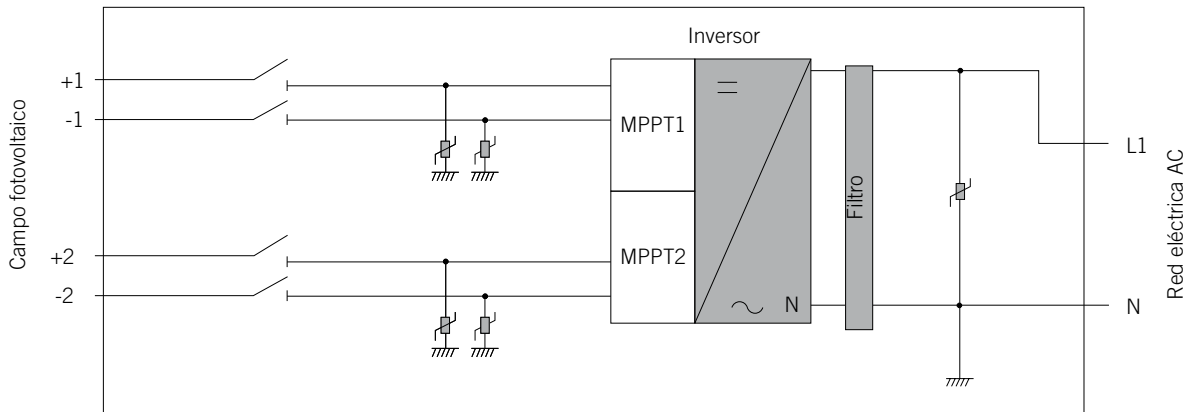 Inversor
Campo fotovoltaico
+1
-1
+2
-2
MPPT1
MPPT2
N
Filtro
L1
N
Red eléctrica AC